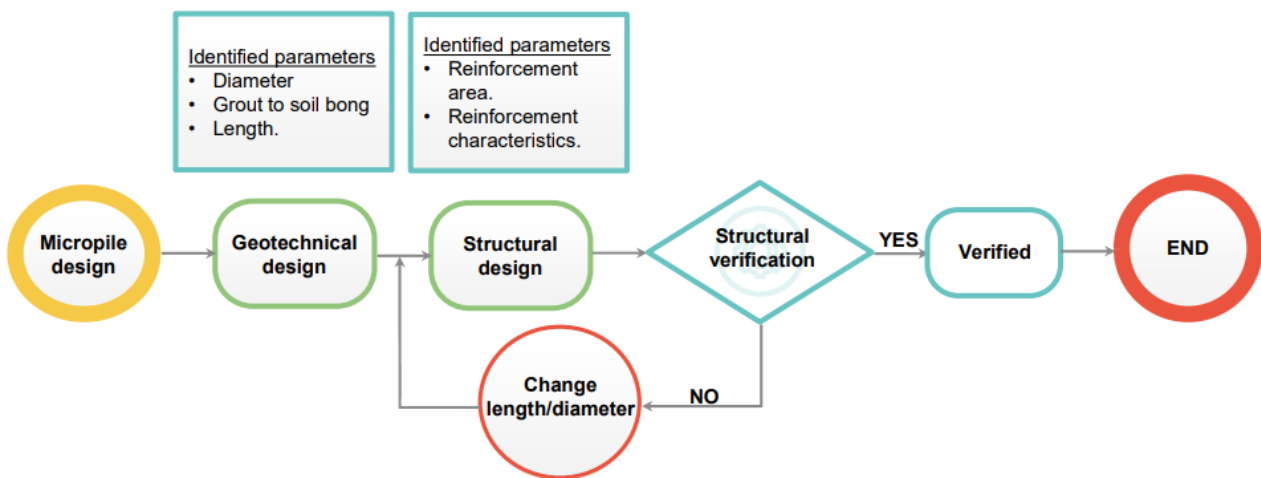 Identified parameters
• Diameter
• Grout to soil bong
• Length.
Identified parameters
• Reinforcement
area.
• Reinforcement
characteristics.
Micropile
design
Geotechnical
design
Structural
design
Structural
verification
YES
Verified
END
Change
length/diameter
NO